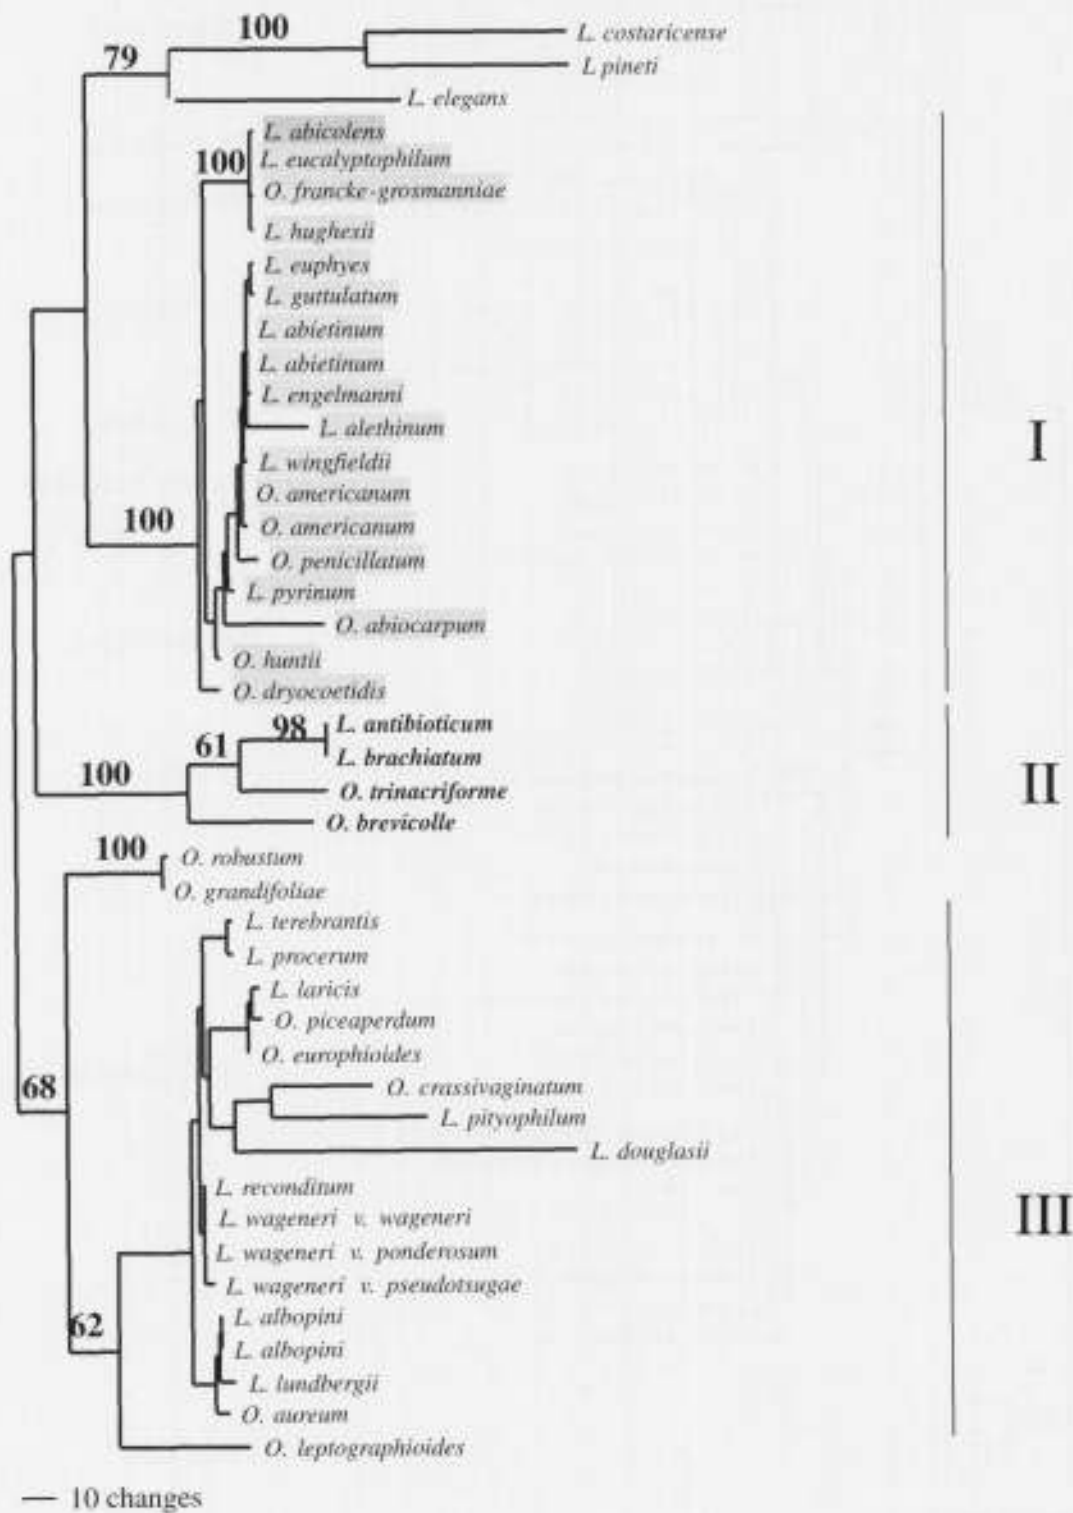 100
L. costaricense
79
L pineti
L. elegans
L. abicolens
100
L. eucalyptophilum
O. francke-grosmanniae
L. hughesii
L. euphyes
L. guttulatum
L. abietinum
L. abietinum
L. engelmanni
L. alethinum
I
L. wingfieldii
O. americanum
100
O. americanum
O. penicillatum
L. pyrinum
O. abiocarpum
O. huntii
O. dryocoetidis
98
L. antibioticum
61
L. brachiatum
100
II
O. trinacriforme
O. brevicolle
100
O. robustum
O. grandifoliae
L. terebrantis
L. procerum
L. laricis
O. piceaperdum
O. europhioides
68
O. crassivaginatum
L. pityophilum
L. douglasii
L. reconditum
III
L. wageneri v. wageneri
L. wageneri v. ponderosum
L. wageneri v. pseudotsugae
L. albopini
62
L. albopini
L. lundbergii
O. aureum
O. leptographioides
10 changes